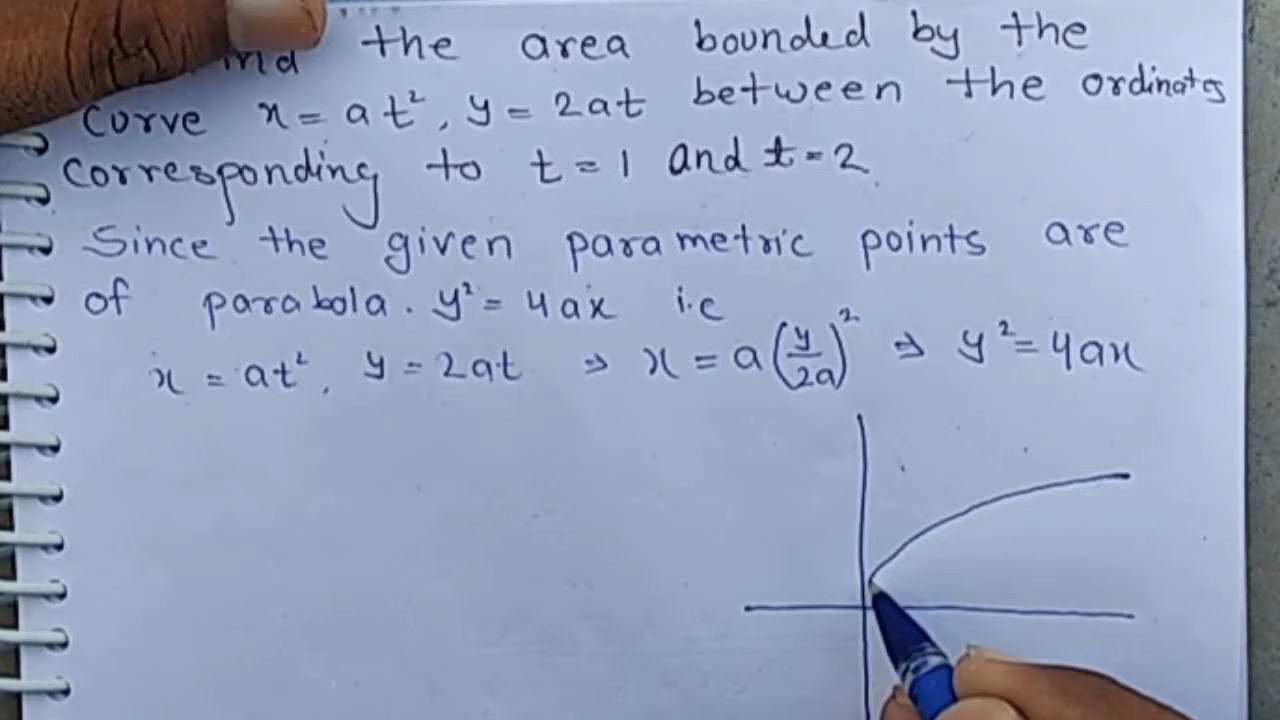 the area bounded by the
Curve x = at², y = 2at between the ordinates
Corresponding to t = 1 and t = 2
Since the given parametric points are
of parabola. y² = 4ax i.e
x = at², y = 2at ⇒ x = a(y/2a)² ⇒ y² = 4ax